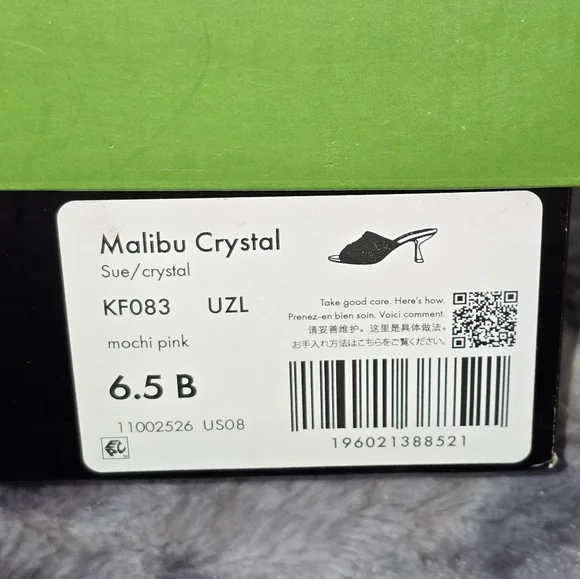 Malibu Crystal
Sue/crystal
KF083 UZL
mochi pink
6.5 B
11002526 US08
Take good care. Here's how.
Prenez-en bien soin. Voici comment.
请妥善维护。这里是具体做法。
お手入れ方法はこちらをご覧ください。
196021388521